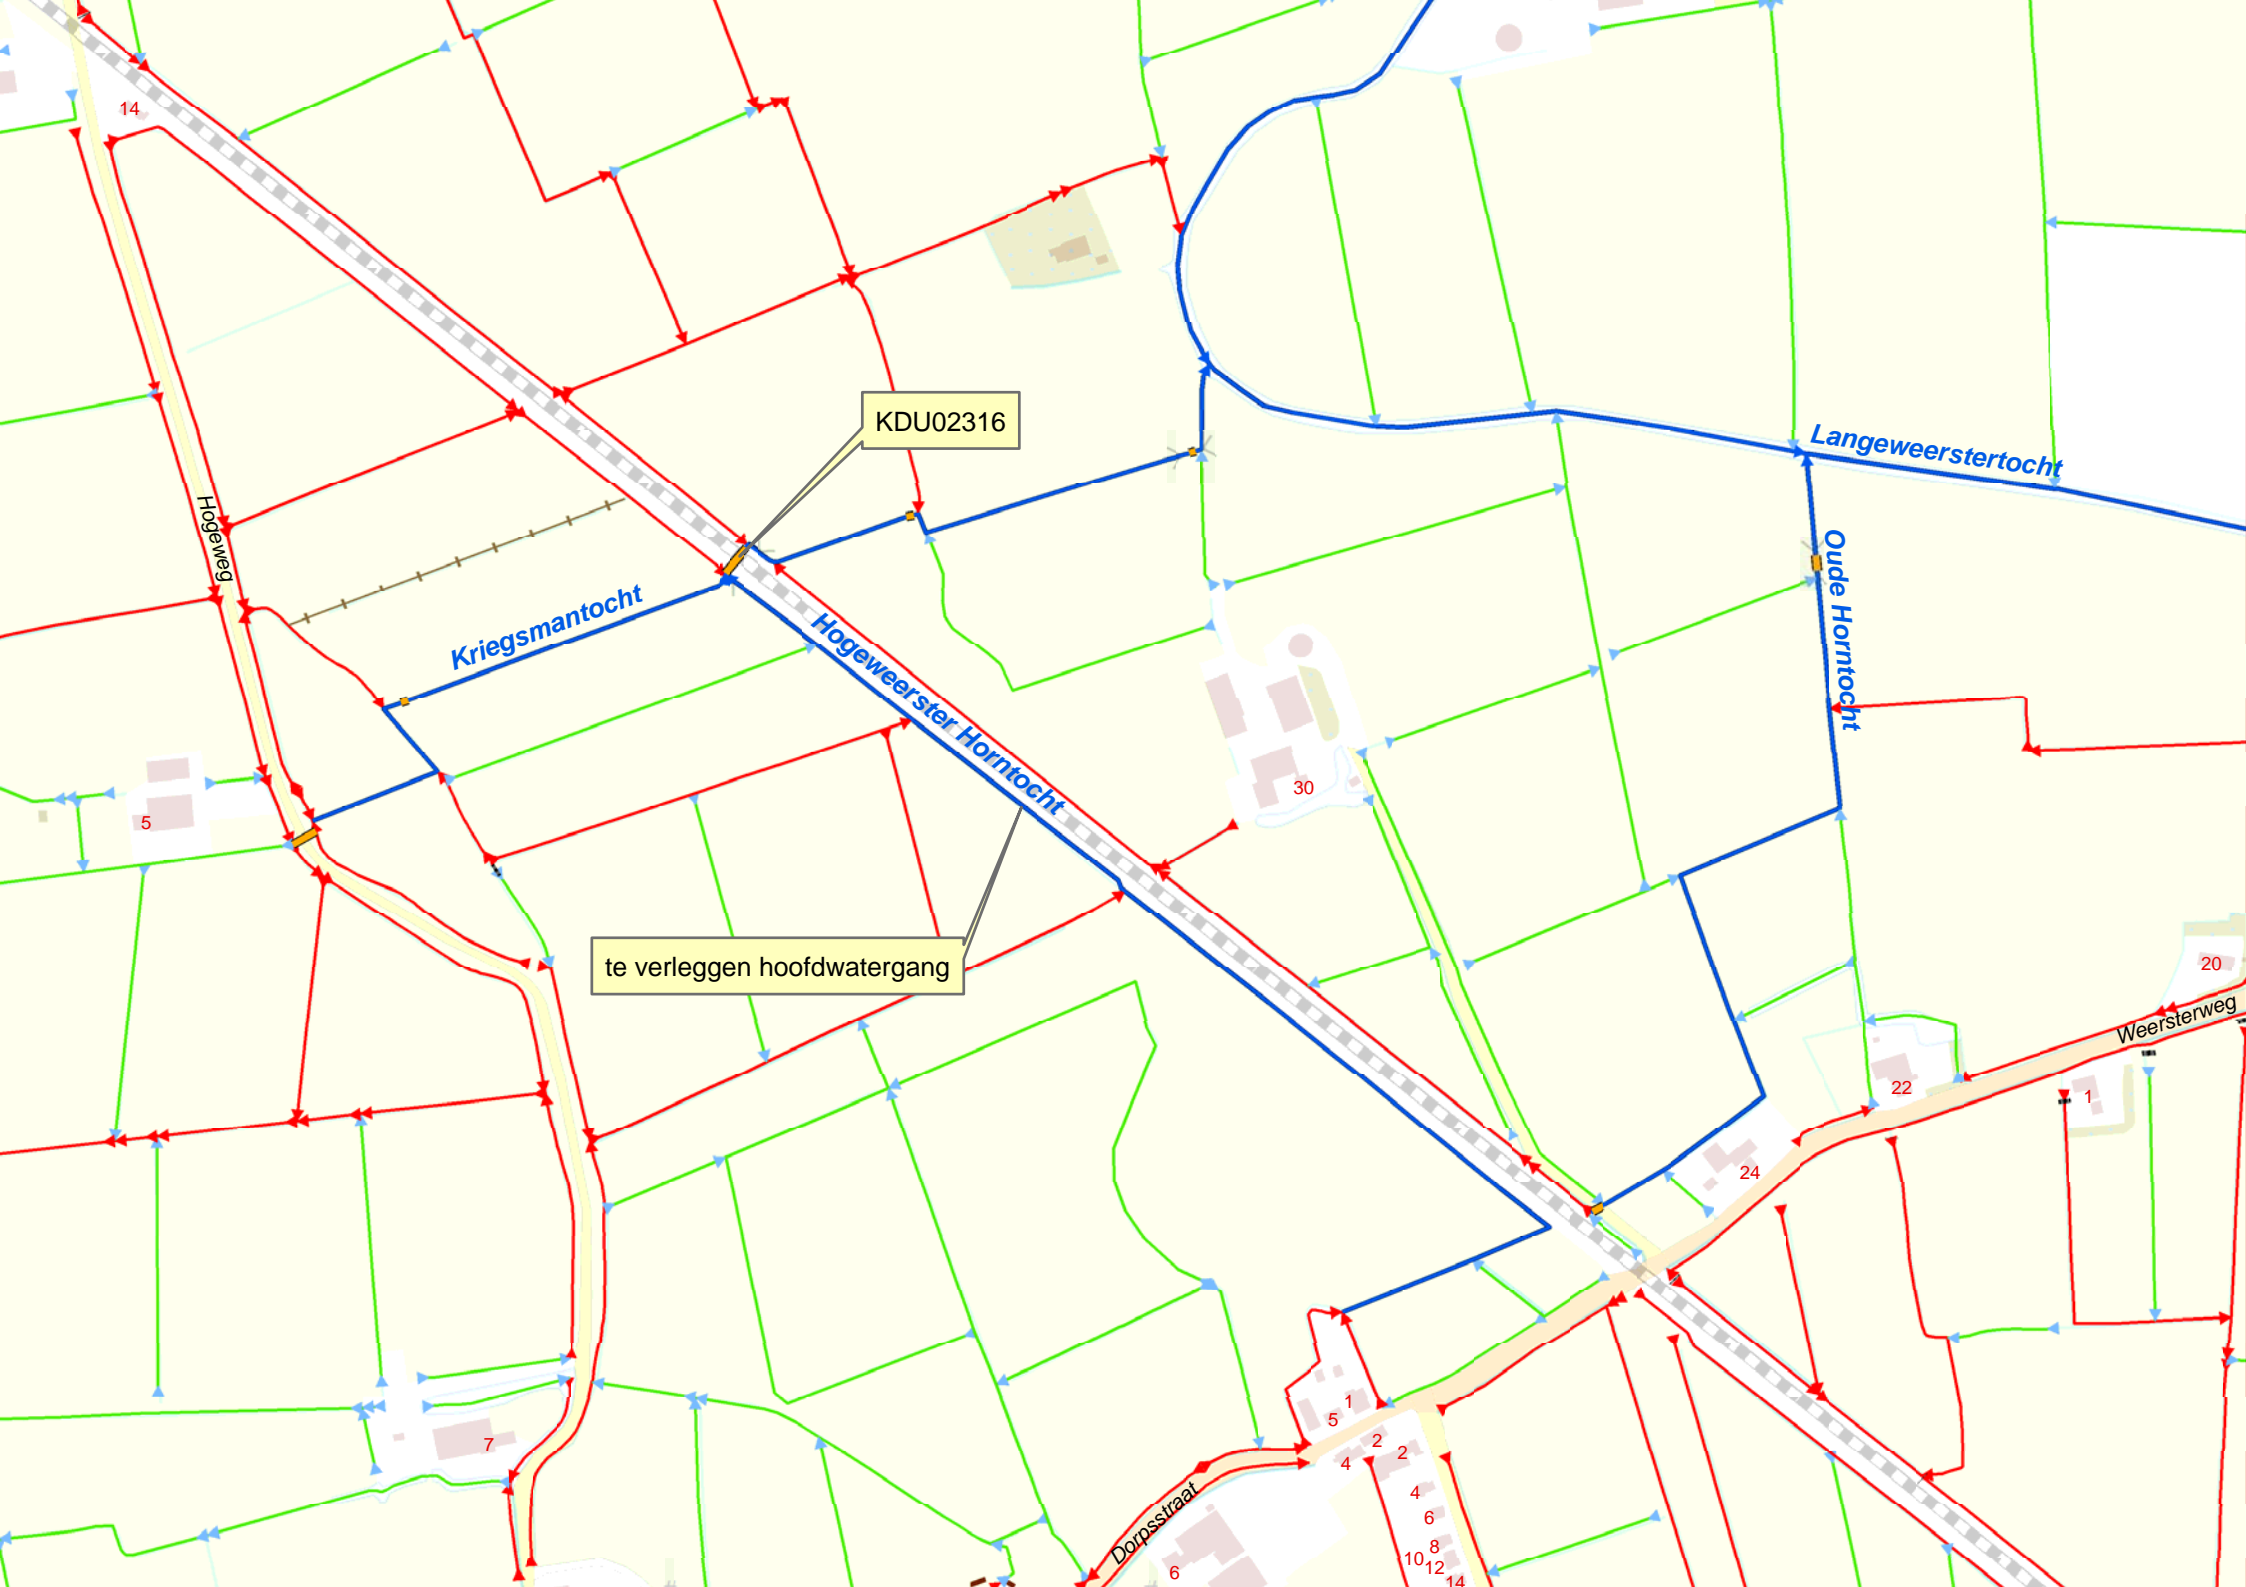 14
KDU02316
Langeweerstertocht
Hogeweg
Oude Horntocht
Kriegsmantocht
Hogeweerster Horntocht
30
5
te verleggen hoofdwatergang
20
Weersterweg
22
1
24
1
5
2
2
7
4
4
6
Dorpsstraat
8
10
12
6
14